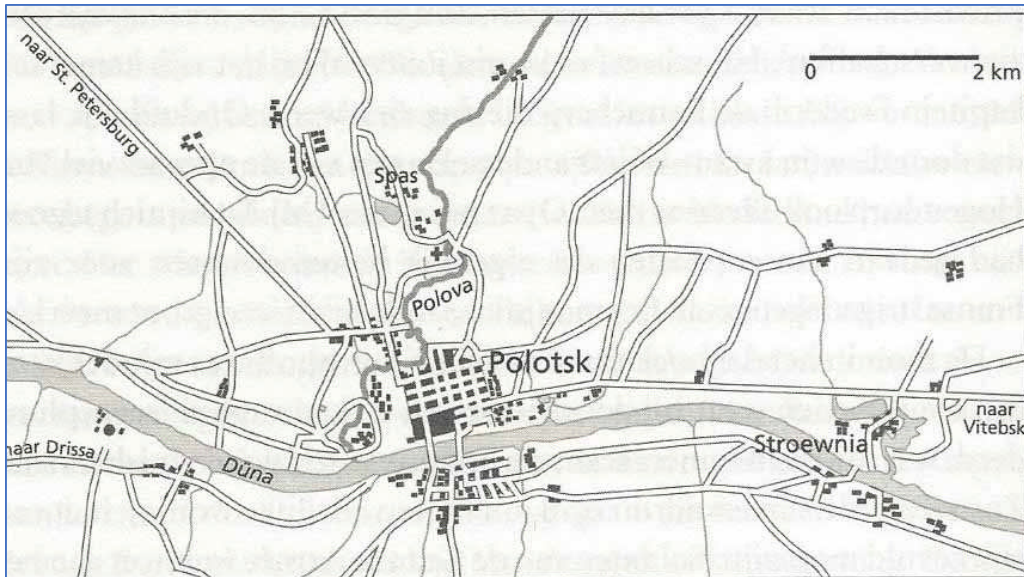 naar St. Petersburg
0 2 km
Spas
Polova
Polotsk
naar
Vitebsk
Stroewnia
naar Drissa
Düna